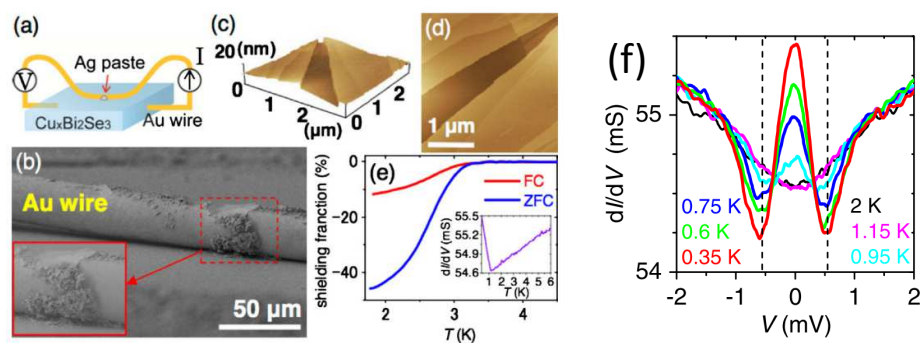 (a)
Ag paste
V
I
CuxBi2Se3
Au wire
(b)
Au wire
50 µm
(c)
20 (nm)
0
0
1
2
(µm)
0
1
2
(d)
1 µm
(e)
FC
ZFC
shielding franction (%)
0
-20
-40
2
3
4
T (K)
dI/dV (mS)
55.5
55.2
54.9
54.6
1 2 3 4 5 6
T (K)
(f)
dI/dV (mS)
55
54
0.75 K
0.6 K
0.35 K
2 K
1.15 K
0.95 K
-2 -1 0 1 2
V (mV)